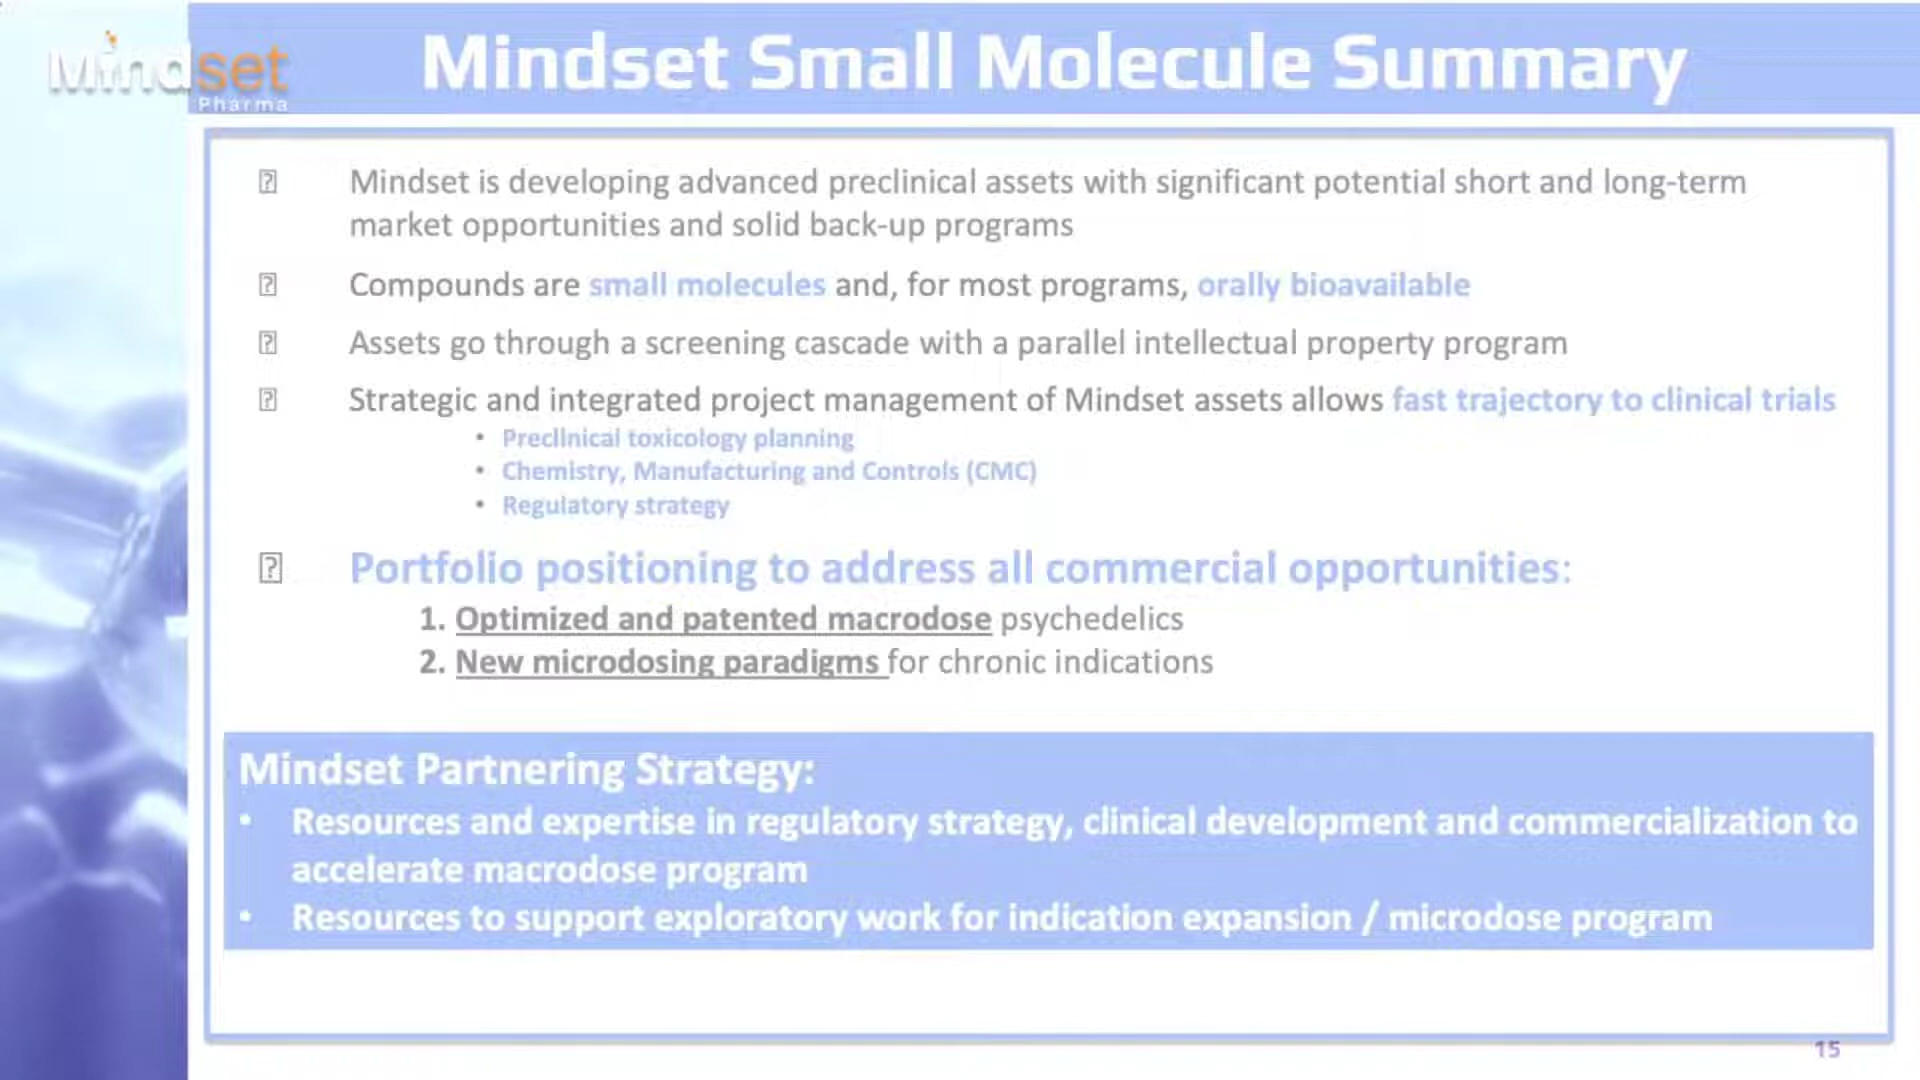 Mindset
Pharma
Mindset Small Molecule Summary
Mindset is developing advanced preclinical assets with significant potential short and long-term
market opportunities and solid back-up programs
Compounds are small molecules and, for most programs, orally bioavailable
Assets go through a screening cascade with a parallel intellectual property program
Strategic and integrated project management of Mindset assets allows fast trajectory to clinical trials
• Preclinical toxicology planning
• Chemistry, Manufacturing and Controls (CMC)
• Regulatory strategy
Portfolio positioning to address all commercial opportunities:
1. Optimized and patented macrodose psychedelics
2. New microdosing paradigms for chronic indications
Mindset Partnering Strategy:
• Resources and expertise in regulatory strategy, clinical development and commercialization to
accelerate macrodose program
• Resources to support exploratory work for indication expansion / microdose program
15